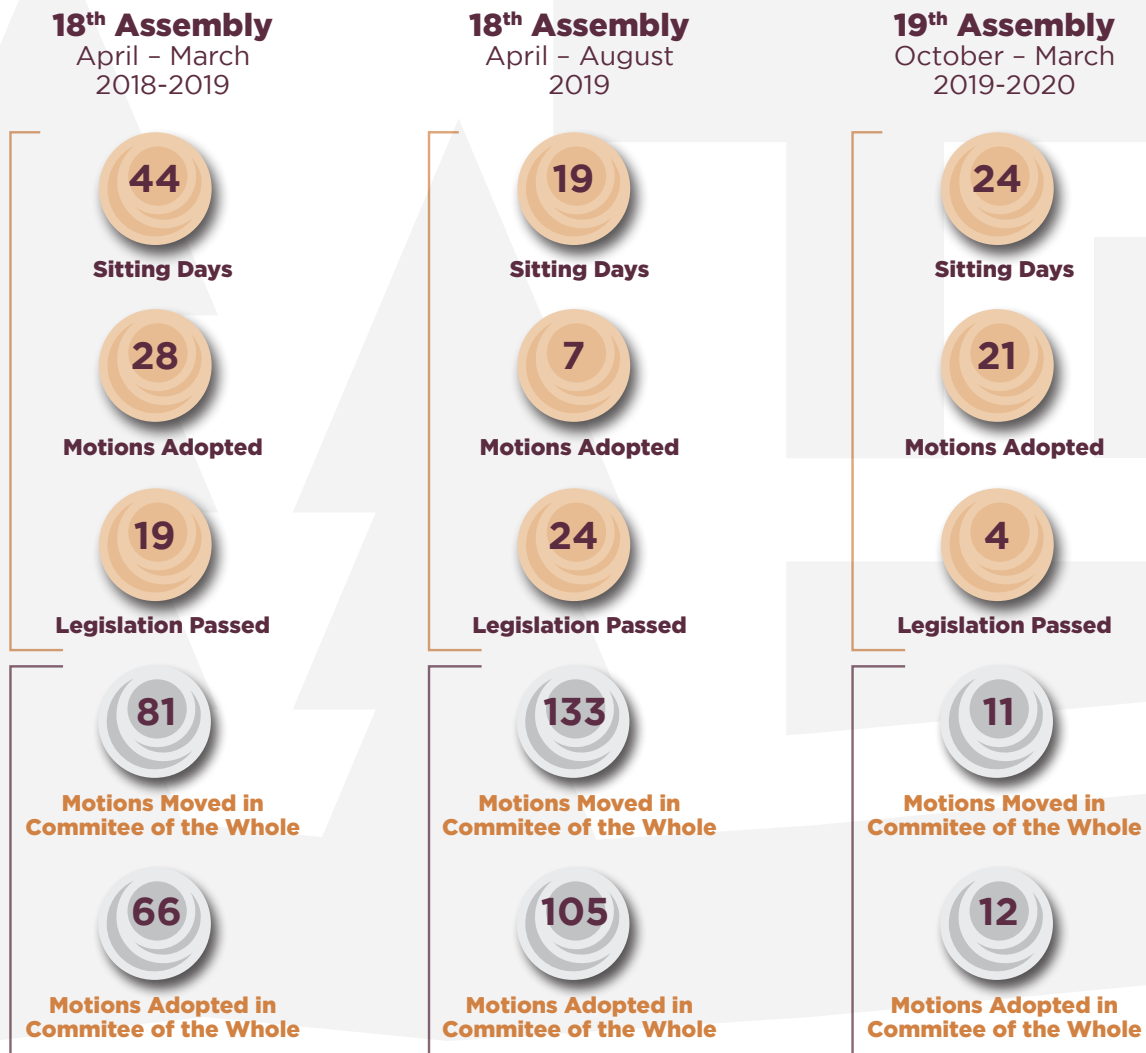 18th Assembly
April – March
2018-2019
44
Sitting Days
28
Motions Adopted
19
Legislation Passed
81
Motions Moved in
Commitee of the Whole
66
Motions Adopted in
Commitee of the Whole
18th Assembly
April – August
2019
19
Sitting Days
7
Motions Adopted
24
Legislation Passed
133
Motions Moved in
Commitee of the Whole
105
Motions Adopted in
Commitee of the Whole
19th Assembly
October – March
2019-2020
24
Sitting Days
21
Motions Adopted
4
Legislation Passed
11
Motions Moved in
Commitee of the Whole
12
Motions Adopted in
Commitee of the Whole